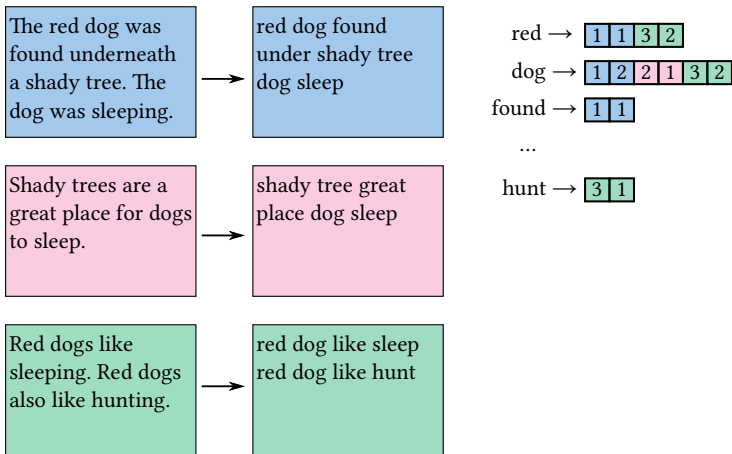 The red dog was
found underneath
a shady tree. The
dog was sleeping.
red dog found
under shady tree
dog sleep
Shady trees are a
great place for dogs
to sleep.
shady tree great
place dog sleep
Red dogs like
sleeping. Red dogs
also like hunting.
red dog like sleep
red dog like hunt
red → 1 1 3 2
dog → 1 2 2 1 3 2
found → 1 1
...
hunt → 3 1